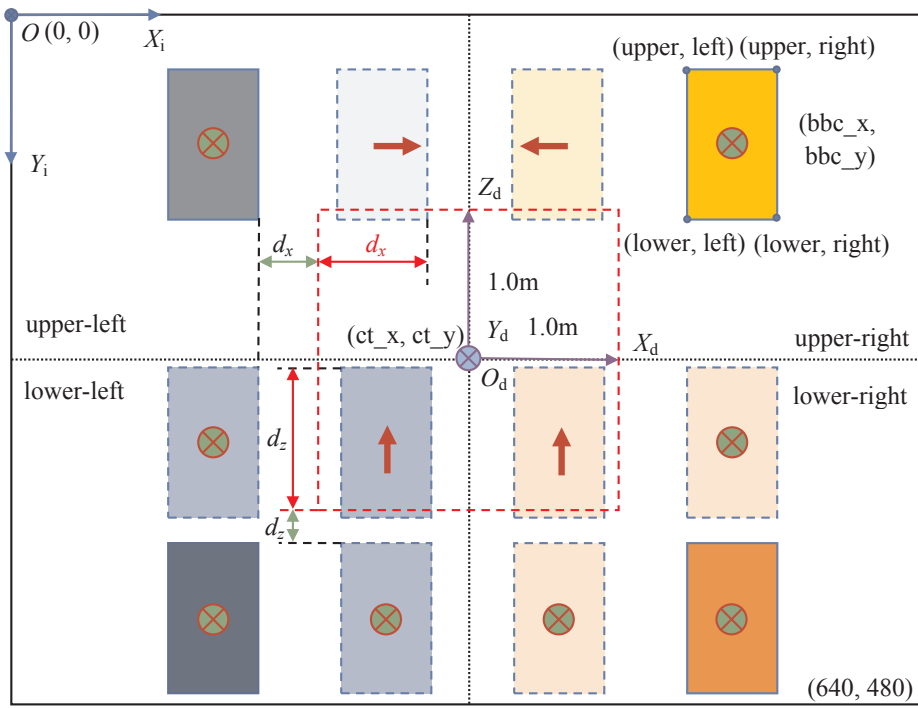 O (0, 0)
Xi
Yi
(upper, left) (upper, right)
(bbc_x,
bbc_y)
(lower, left) (lower, right)
Zd
dx
dx
1.0m
upper-left
(ct_x, ct_y)
Yd
1.0m
Xd
upper-right
lower-left
Od
lower-right
dz
dz
(640, 480)